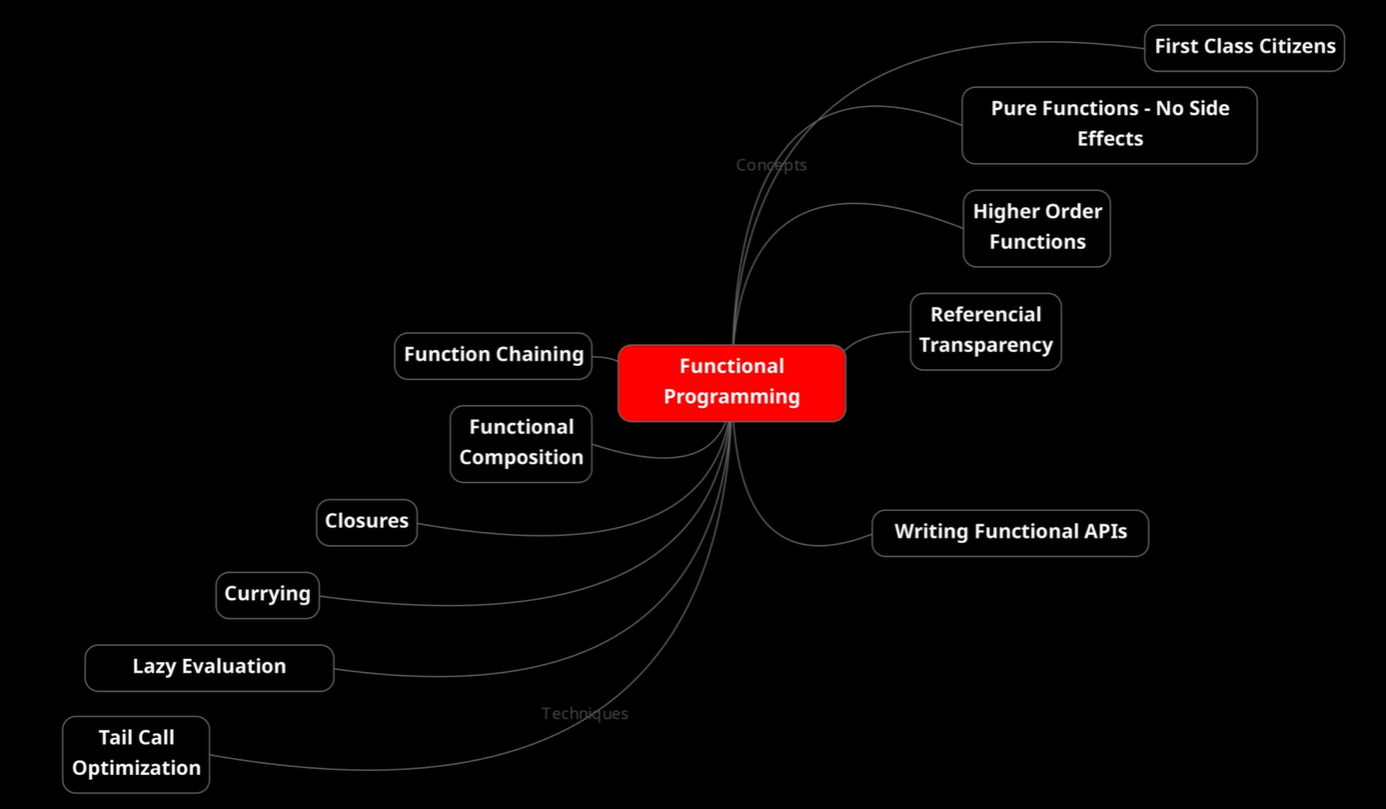 First Class Citizens
Pure Functions - No Side
Effects
Concepts
Higher Order
Functions
Referencial
Transparency
Function Chaining
Functional
Programming
Functional
Composition
Closures
Writing Functional APIs
Currying
Lazy Evaluation
Techniques
Tail Call
Optimization